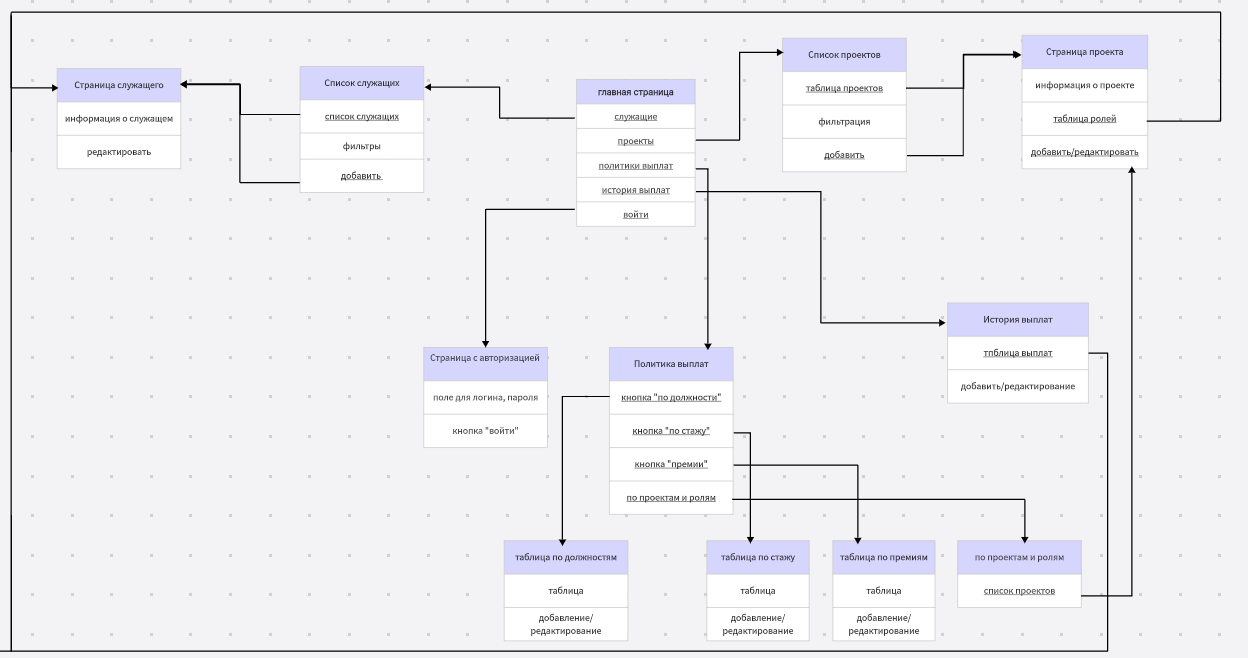 Страница служащего
информация о служащем
редактировать
Список служащих
список служащих
фильтры
добавить
главная страница
служащие
проекты
политики выплат
история выплат
войти
Список проектов
таблица проектов
фильтрация
добавить
Страница проекта
информация о проекте
таблица ролей
добавить/редактировать
История выплат
тпблица выплат
добавить/редактирование
Страница с авторизацией
поле для логина, пароля
кнопка "войти"
Политика выплат
кнопка "по должности"
кнопка "по стажу"
кнопка "премии"
по проектам и ролям
таблица по должностям
таблица
добавление/
редактирование
таблица по стажу
таблица
добавление/
редактирование
таблица по премиям
таблица
добавление/
редактирование
по проектам и ролям
список проектов